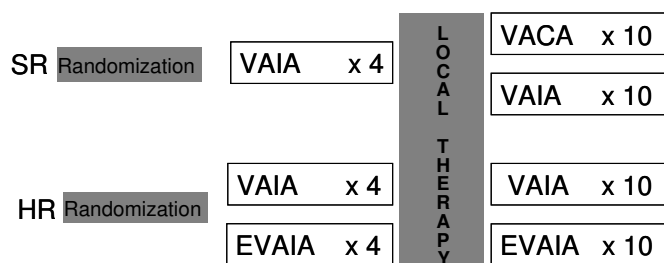 SR Randomization
VAIA x 4
VACA x 10
VAIA x 10
LOCAL THERAPY
HR Randomization
VAIA x 4
EVAIA x 4
VAIA x 10
EVAIA x 10